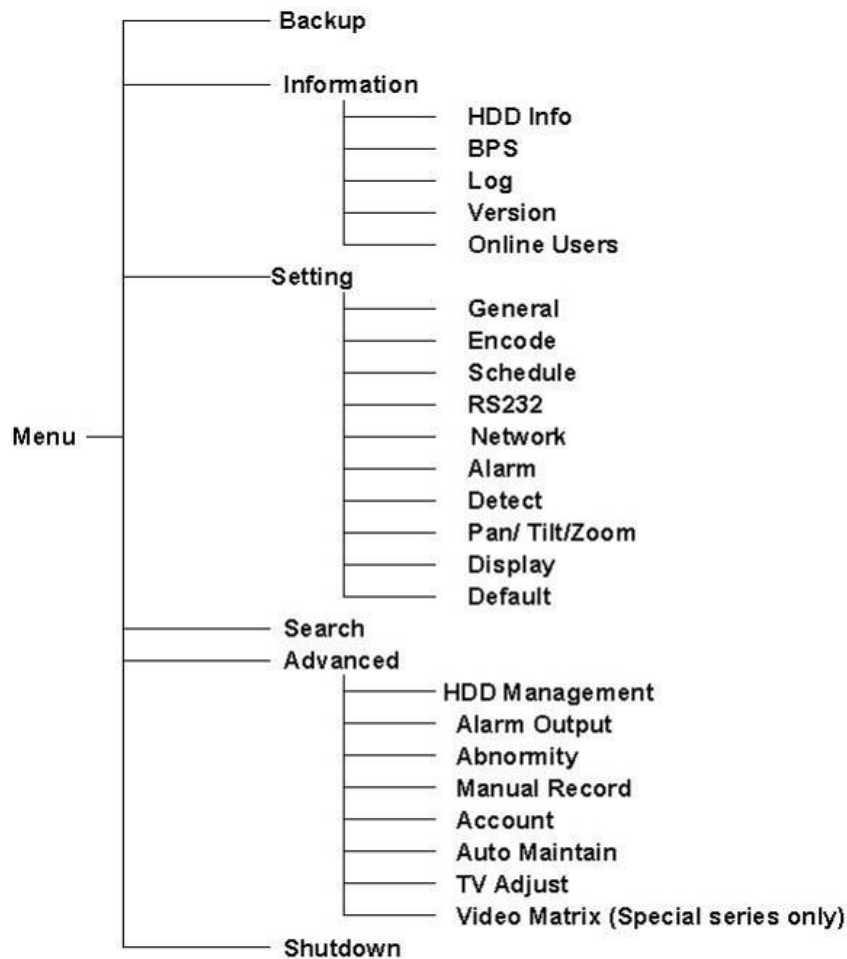 Backup
Information
HDD Info
BPS
Log
Version
Online Users
Setting
General
Encode
Schedule
RS232
Menu
Network
Alarm
Detect
Pan/ Tilt/Zoom
Display
Default
Search
Advanced
HDD Management
Alarm Output
Abnormity
Manual Record
Account
Auto Maintain
TV Adjust
Video Matrix (Special series only)
Shutdown